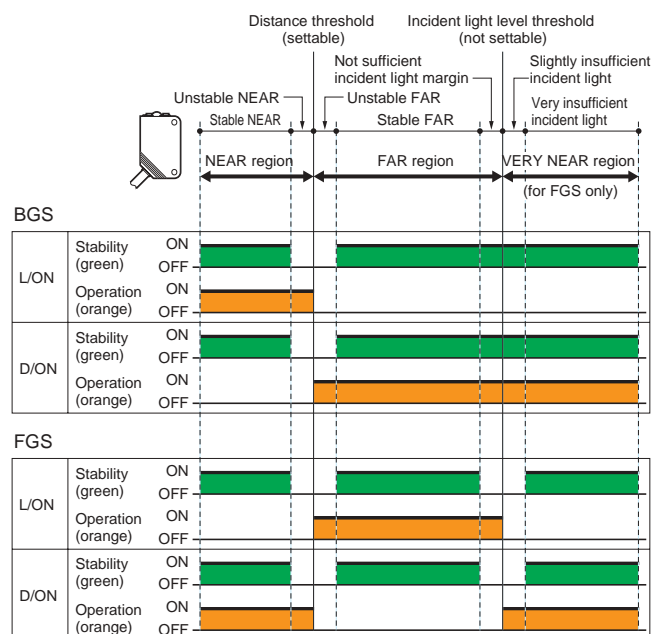 Distance threshold
(settable)
Incident light level threshold
(not settable)
Not sufficient
incident light margin
Slightly insufficient
incident light
Unstable NEAR
Unstable FAR
Very insufficient
incident light
Stable NEAR
Stable FAR
NEAR region
FAR region
VERY NEAR region
(for FGS only)
BGS
L/ON
Stability
(green)
ON
OFF
Operation
(orange)
ON
OFF
D/ON
Stability
(green)
ON
OFF
Operation
(orange)
ON
OFF
FGS
L/ON
Stability
(green)
ON
OFF
Operation
(orange)
ON
OFF
D/ON
Stability
(green)
ON
OFF
Operation
(orange)
ON
OFF